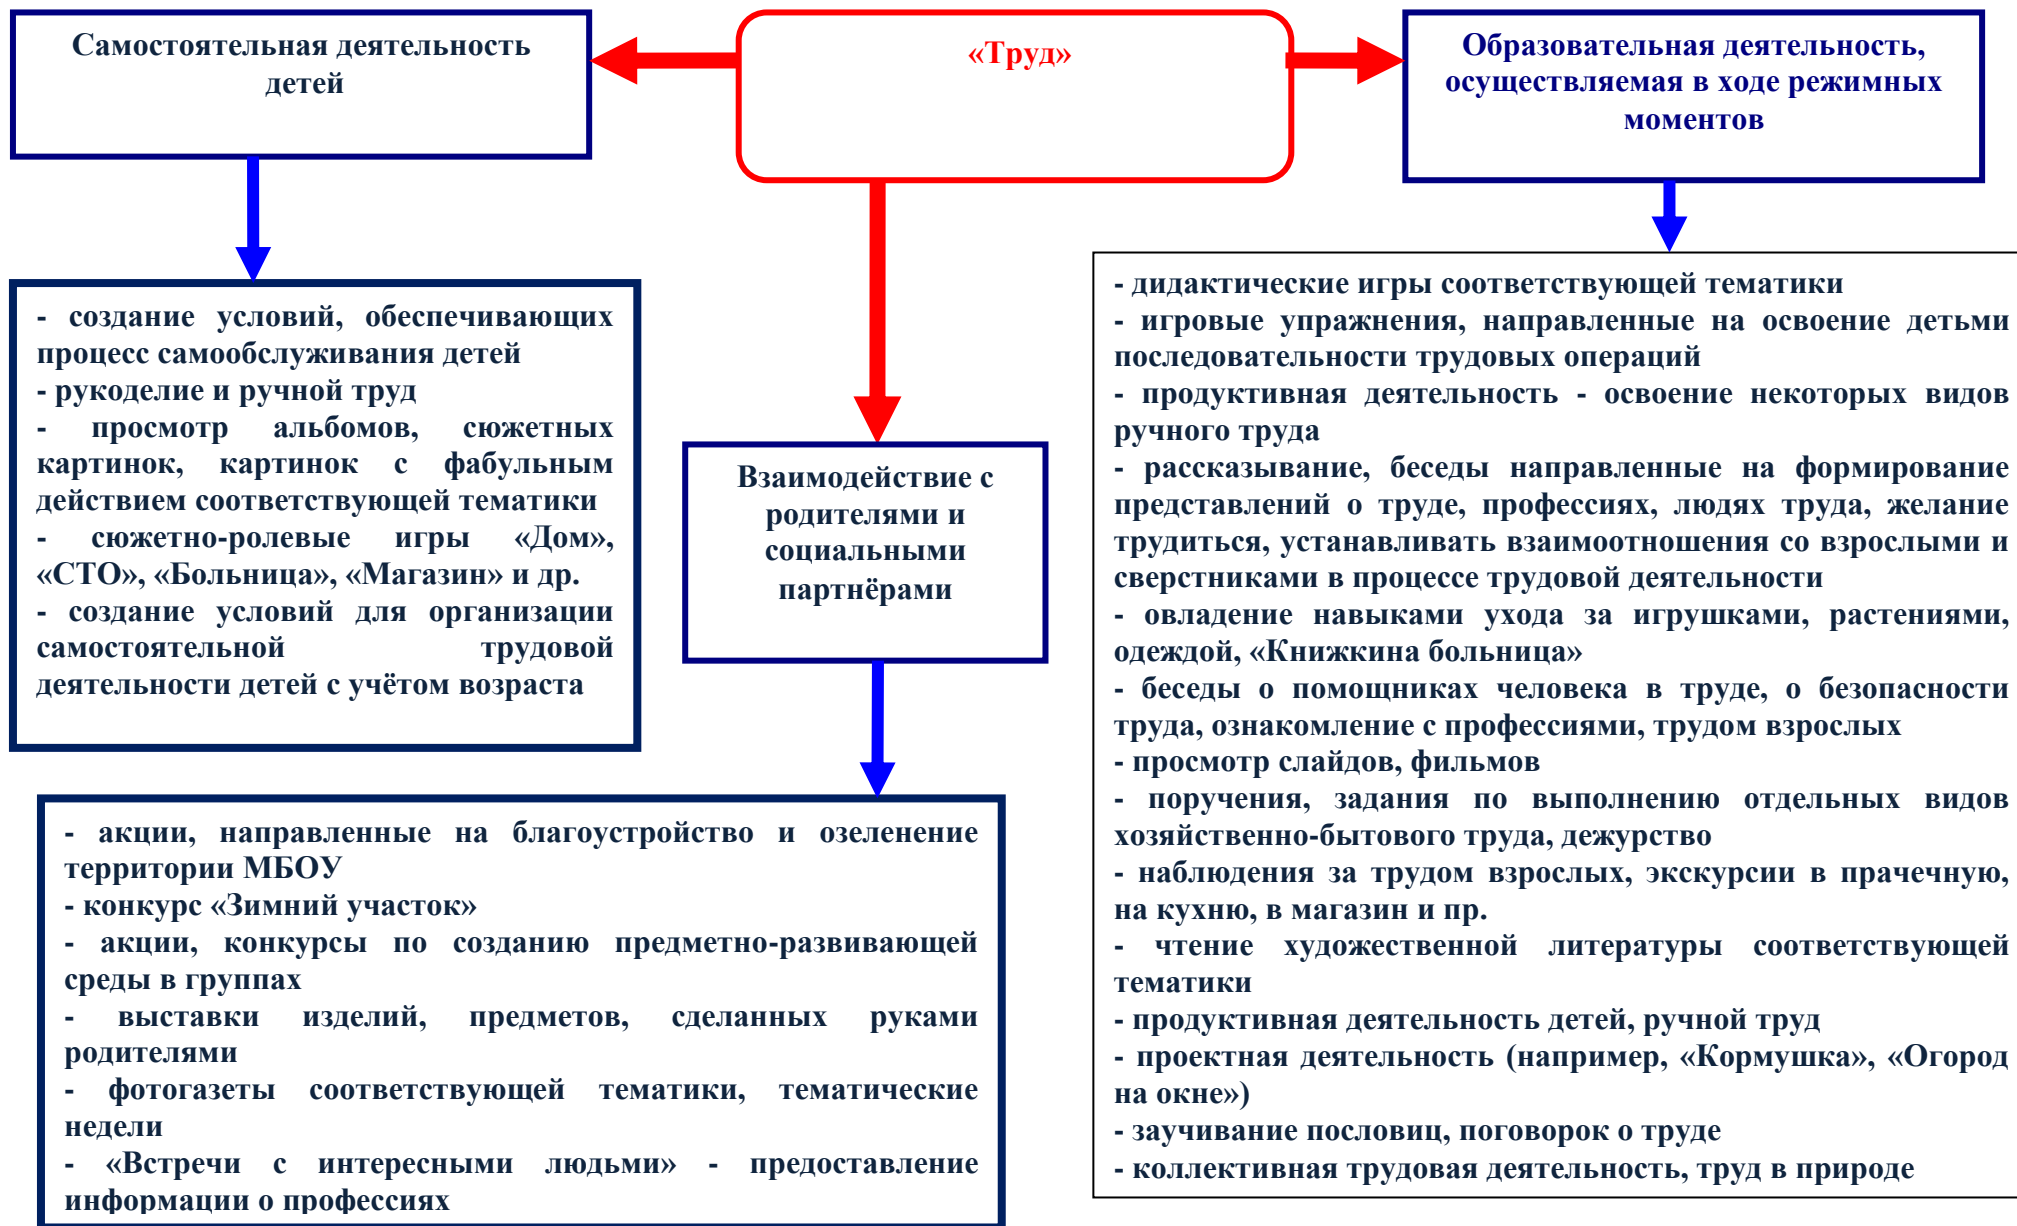 Самостоятельная деятельность
детей
«Труд»
Образовательная деятельность,
осуществляемая в ходе режимных
моментов
- создание условий, обеспечивающих
процесс самообслуживания детей
- рукоделие и ручной труд
- просмотр альбомов, сюжетных
картинок, картинок с фабульным
действием соответствующей тематики
- сюжетно-ролевые игры «Дом»,
«СТО», «Больница», «Магазин» и др.
- создание условий для организации
самостоятельной трудовой
деятельности детей с учётом возраста
Взаимодействие с
родителями и
социальными
партнёрами
- акции, направленные на благоустройство и озеленение
территории МБОУ
- конкурс «Зимний участок»
- акции, конкурсы по созданию предметно-развивающей
среды в группах
- выставки изделий, предметов, сделанных руками
родителями
- фотогазеты соответствующей тематики, тематические
недели
- «Встречи с интересными людьми» - предоставление
информации о профессиях
- дидактические игры соответствующей тематики
- игровые упражнения, направленные на освоение детьми
последовательности трудовых операций
- продуктивная деятельность - освоение некоторых видов
ручного труда
- рассказывание, беседы направленные на формирование
представлений о труде, профессиях, людях труда, желание
трудиться, устанавливать взаимоотношения со взрослыми и
сверстниками в процессе трудовой деятельности
- овладение навыками ухода за игрушками, растениями,
одеждой, «Книжкина больница»
- беседы о помощниках человека в труде, о безопасности
труда, ознакомление с профессиями, трудом взрослых
- просмотр слайдов, фильмов
- поручения, задания по выполнению отдельных видов
хозяйственно-бытового труда, дежурство
- наблюдения за трудом взрослых, экскурсии в прачечную,
на кухню, в магазин и пр.
- чтение художественной литературы соответствующей
тематики
- продуктивная деятельность детей, ручной труд
- проектная деятельность (например, «Кормушка», «Огород
на окне»)
- заучивание пословиц, поговорок о труде
- коллективная трудовая деятельность, труд в природе